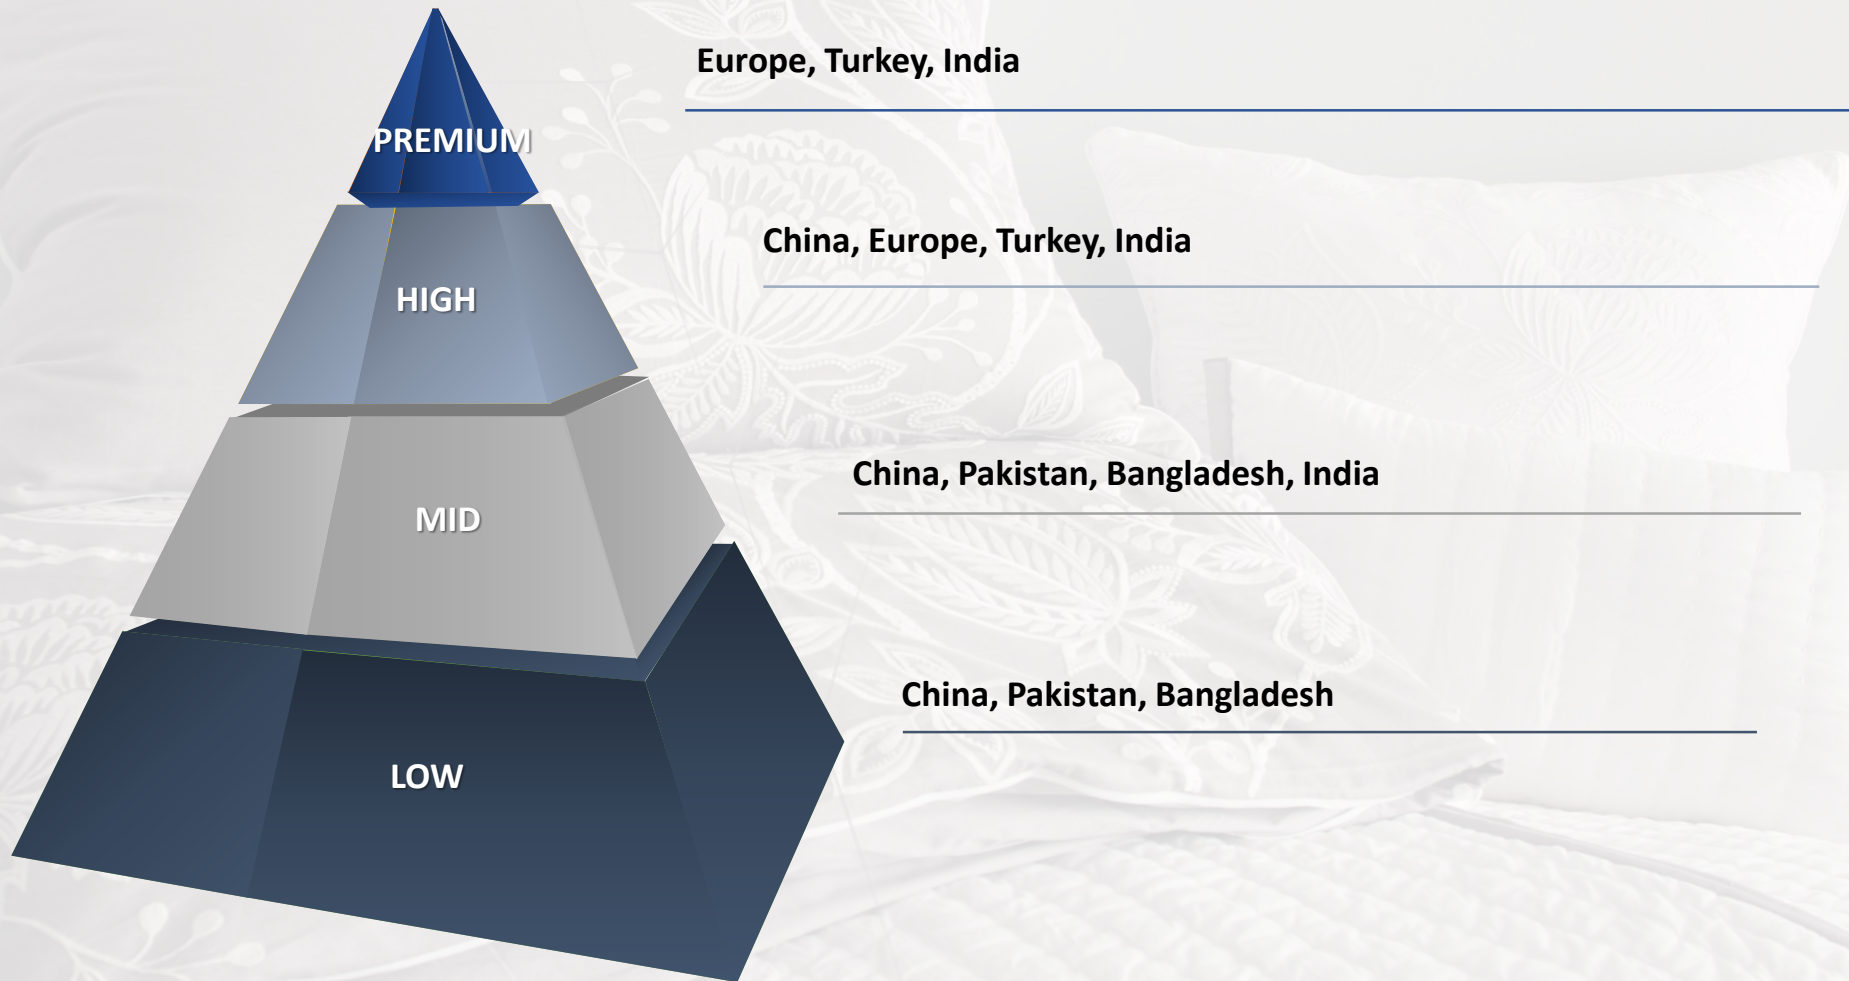 Europe, Turkey, India
PREMIUM
China, Europe, Turkey, India
HIGH
China, Pakistan, Bangladesh, India
MID
China, Pakistan, Bangladesh
LOW